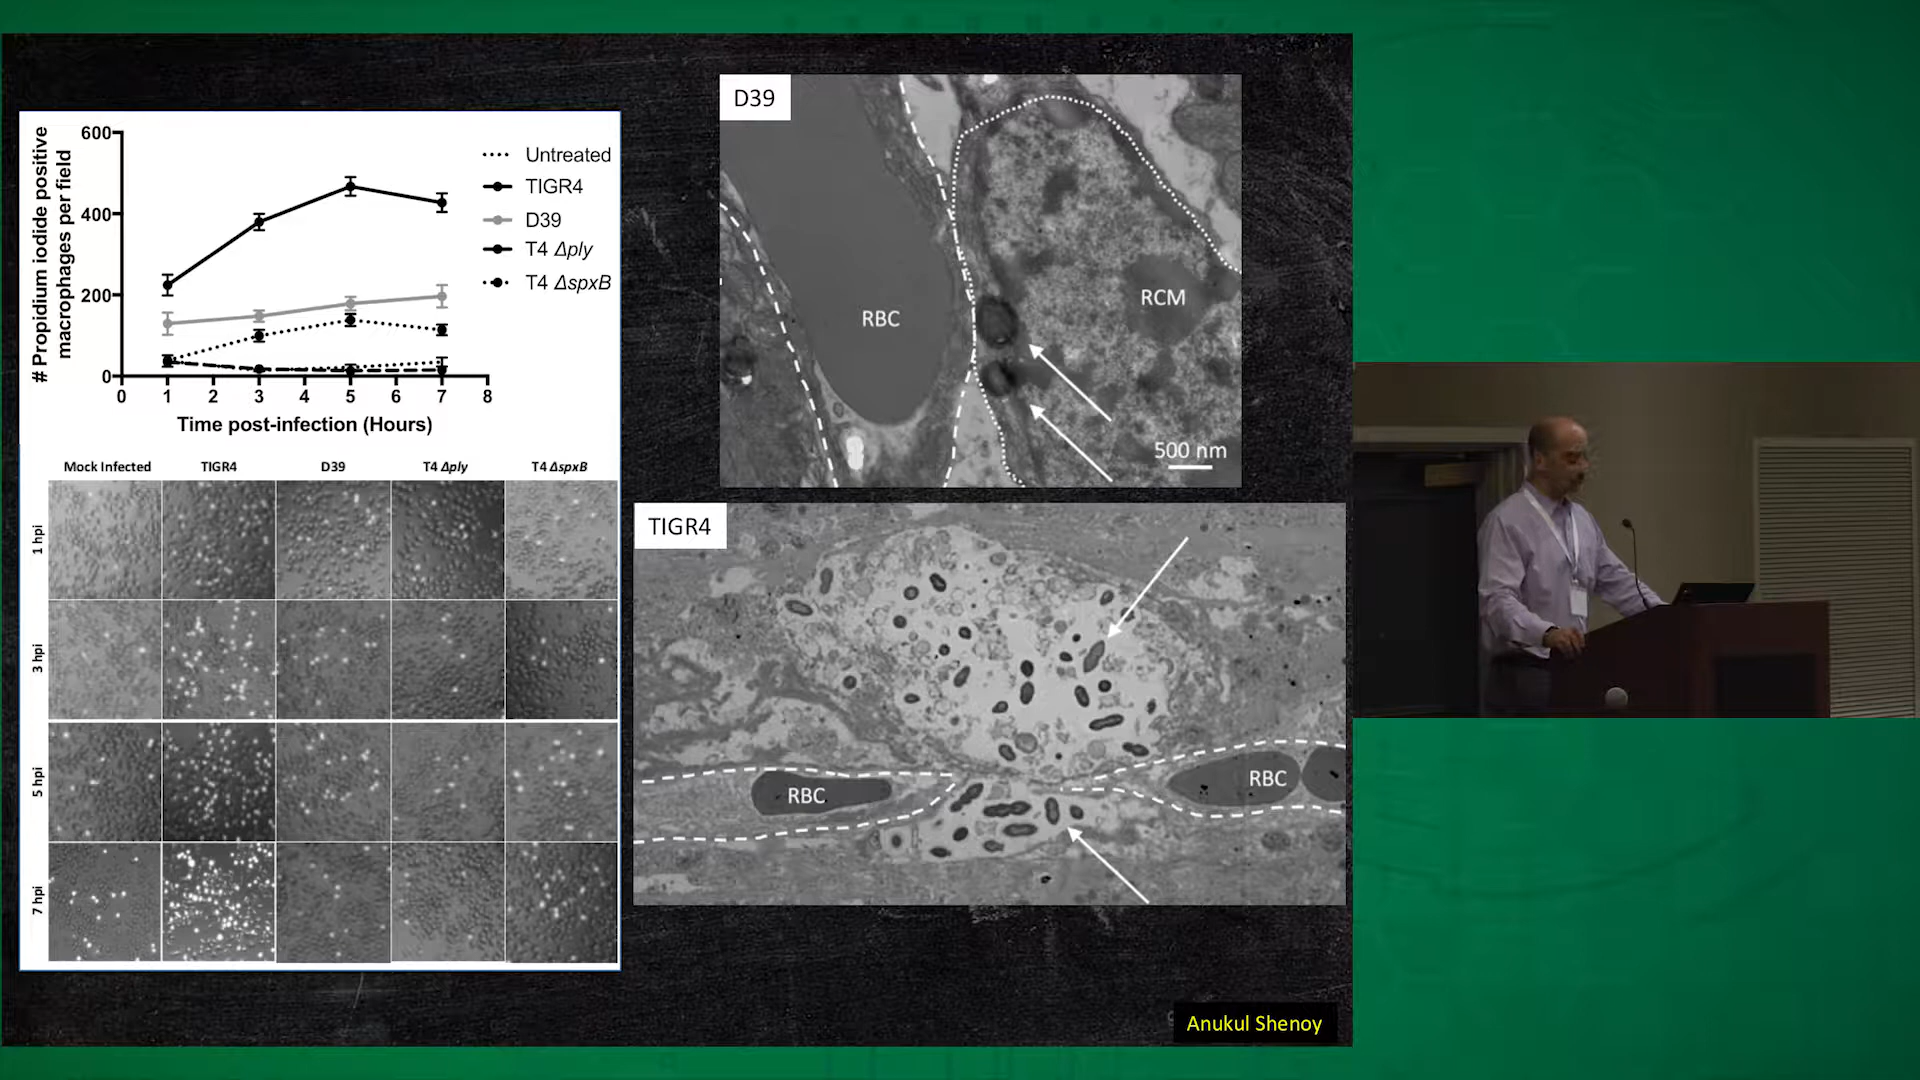 # Propidium iodide positive
macrophages per field
600
400
200
0
0 1 2 3 4 5 6 7 8
Time post-infection (Hours)
Untreated
TIGR4
D39
T4 Δply
T4 ΔspxB
Mock Infected TIGR4 D39 T4 Δply T4 ΔspxB
1 hpi
3 hpi
5 hpi
7 hpi
D39
RBC
RCM
500 nm
TIGR4
RBC
RBC
Anukul Shenoy